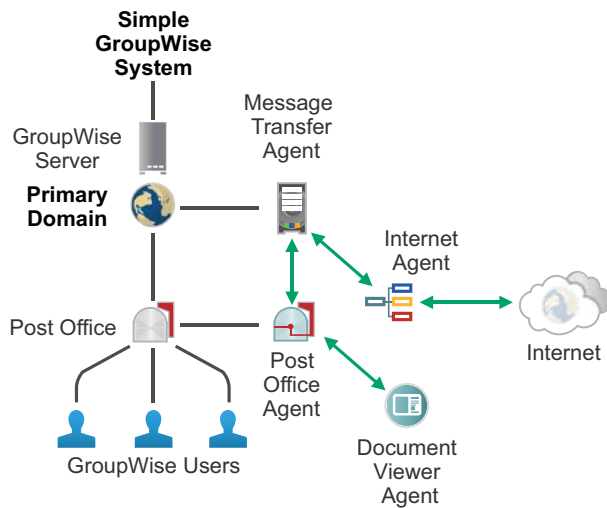 Simple
GroupWise
System
Message
Transfer
Agent
GroupWise
Server
Primary
Domain
Internet
Agent
Post Office
Internet
Post
Office
Agent
GroupWise Users
Document
Viewer
Agent